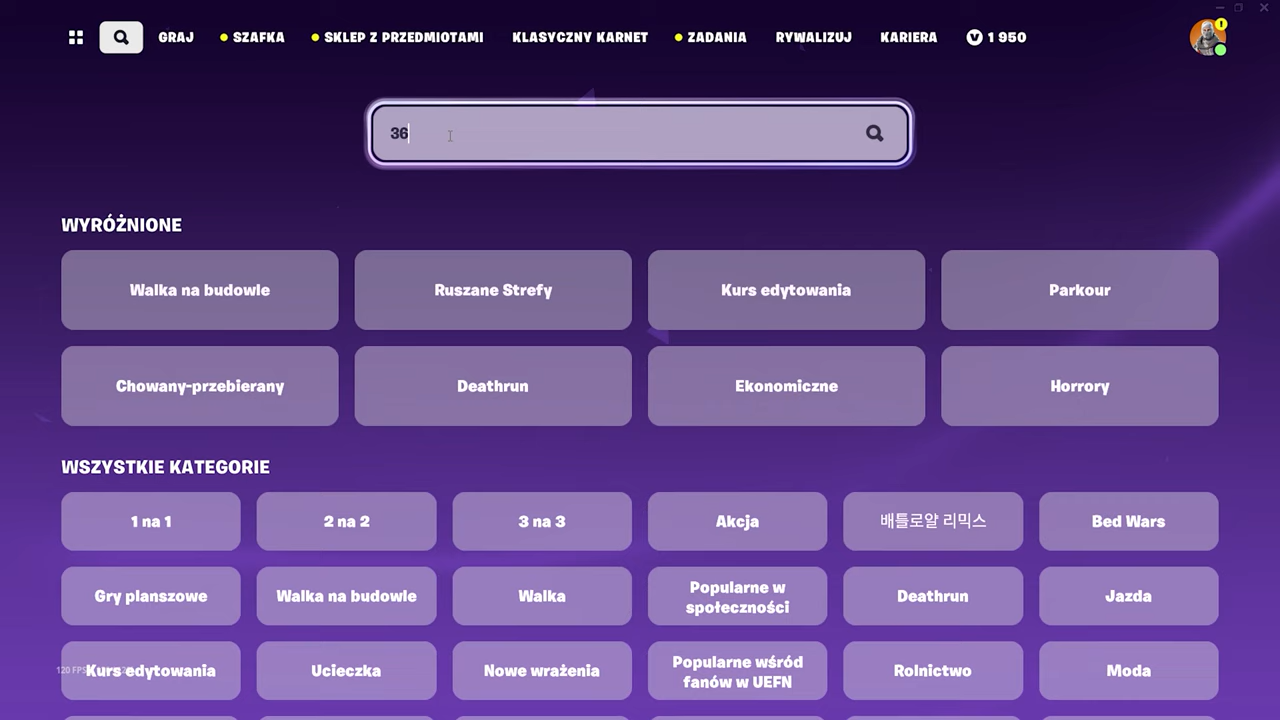 GRAJ SZAFKA SKLEP Z PRZEDMIOTAMI KLASYCZNY KARNET ZADANIA RYWALIZUJ KARIERA V 1 950 !
36
WYRÓŻNIONE
Walka na budowle Ruszane Strefy Kurs edytowania Parkour
Chowany-przebierany Deathrun Ekonomiczne Horrory
WSZYSTKIE KATEGORIE
1 na 1 2 na 2 3 na 3 Akcja 배틀로얄 리믹스 Bed Wars
Gry planszowe Walka na budowle Walka Popularne w społeczności Deathrun Jazda
120 FPS Kurs edytowania Ucieczka Nowe wrażenia Popularne wśród fanów w UEFN Rolnictwo Moda